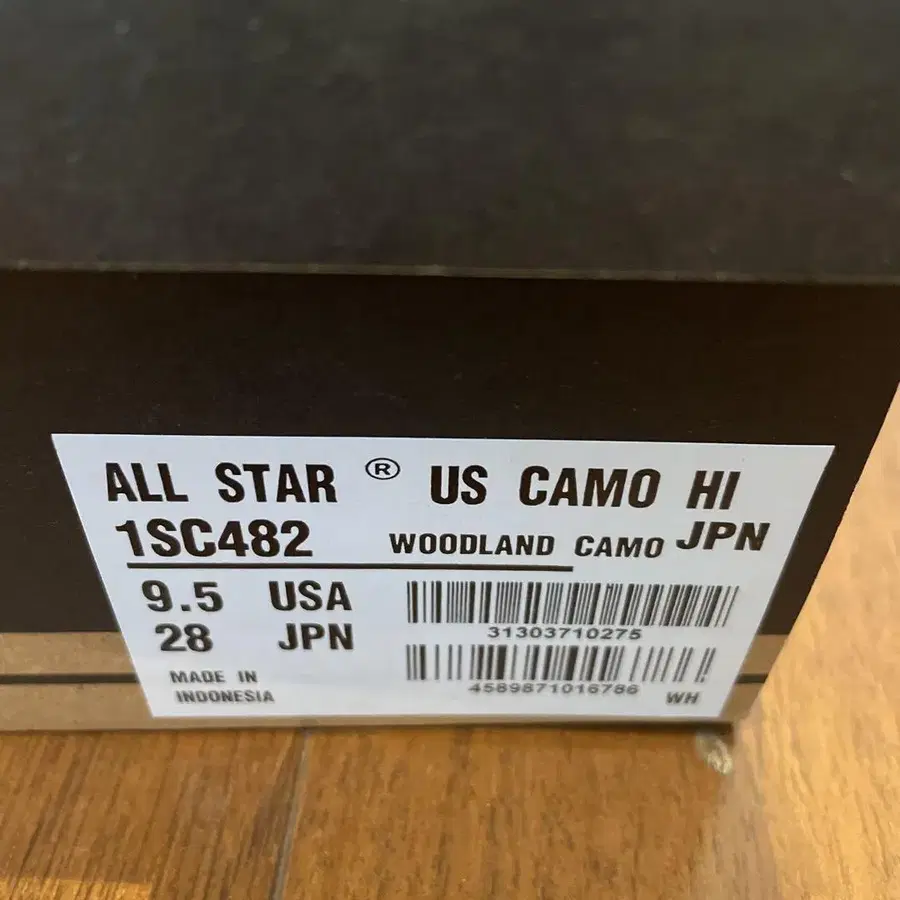 ALL STAR ® US CAMO HI
1SC482 WOODLAND CAMO JPN
9.5 USA
28 JPN
31303710275
MADE IN
INDONESIA
4589871016786 WH